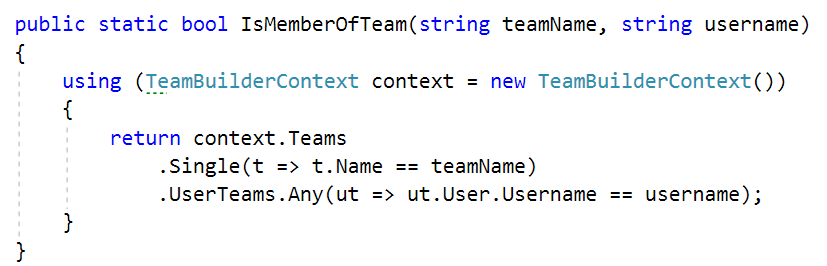 public static bool IsMemberOfTeam(string teamName, string username)
{
    using (TeamBuilderContext context = new TeamBuilderContext())
    {
        return context.Teams
            .Single(t => t.Name == teamName)
            .UserTeams.Any(ut => ut.User.Username == username);
    }
}